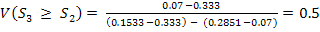 V(S₃ ≥ S₂) = (0.07−0.333) / ((0.1533−0.333) − (0.2851−0.07)) = 0.5